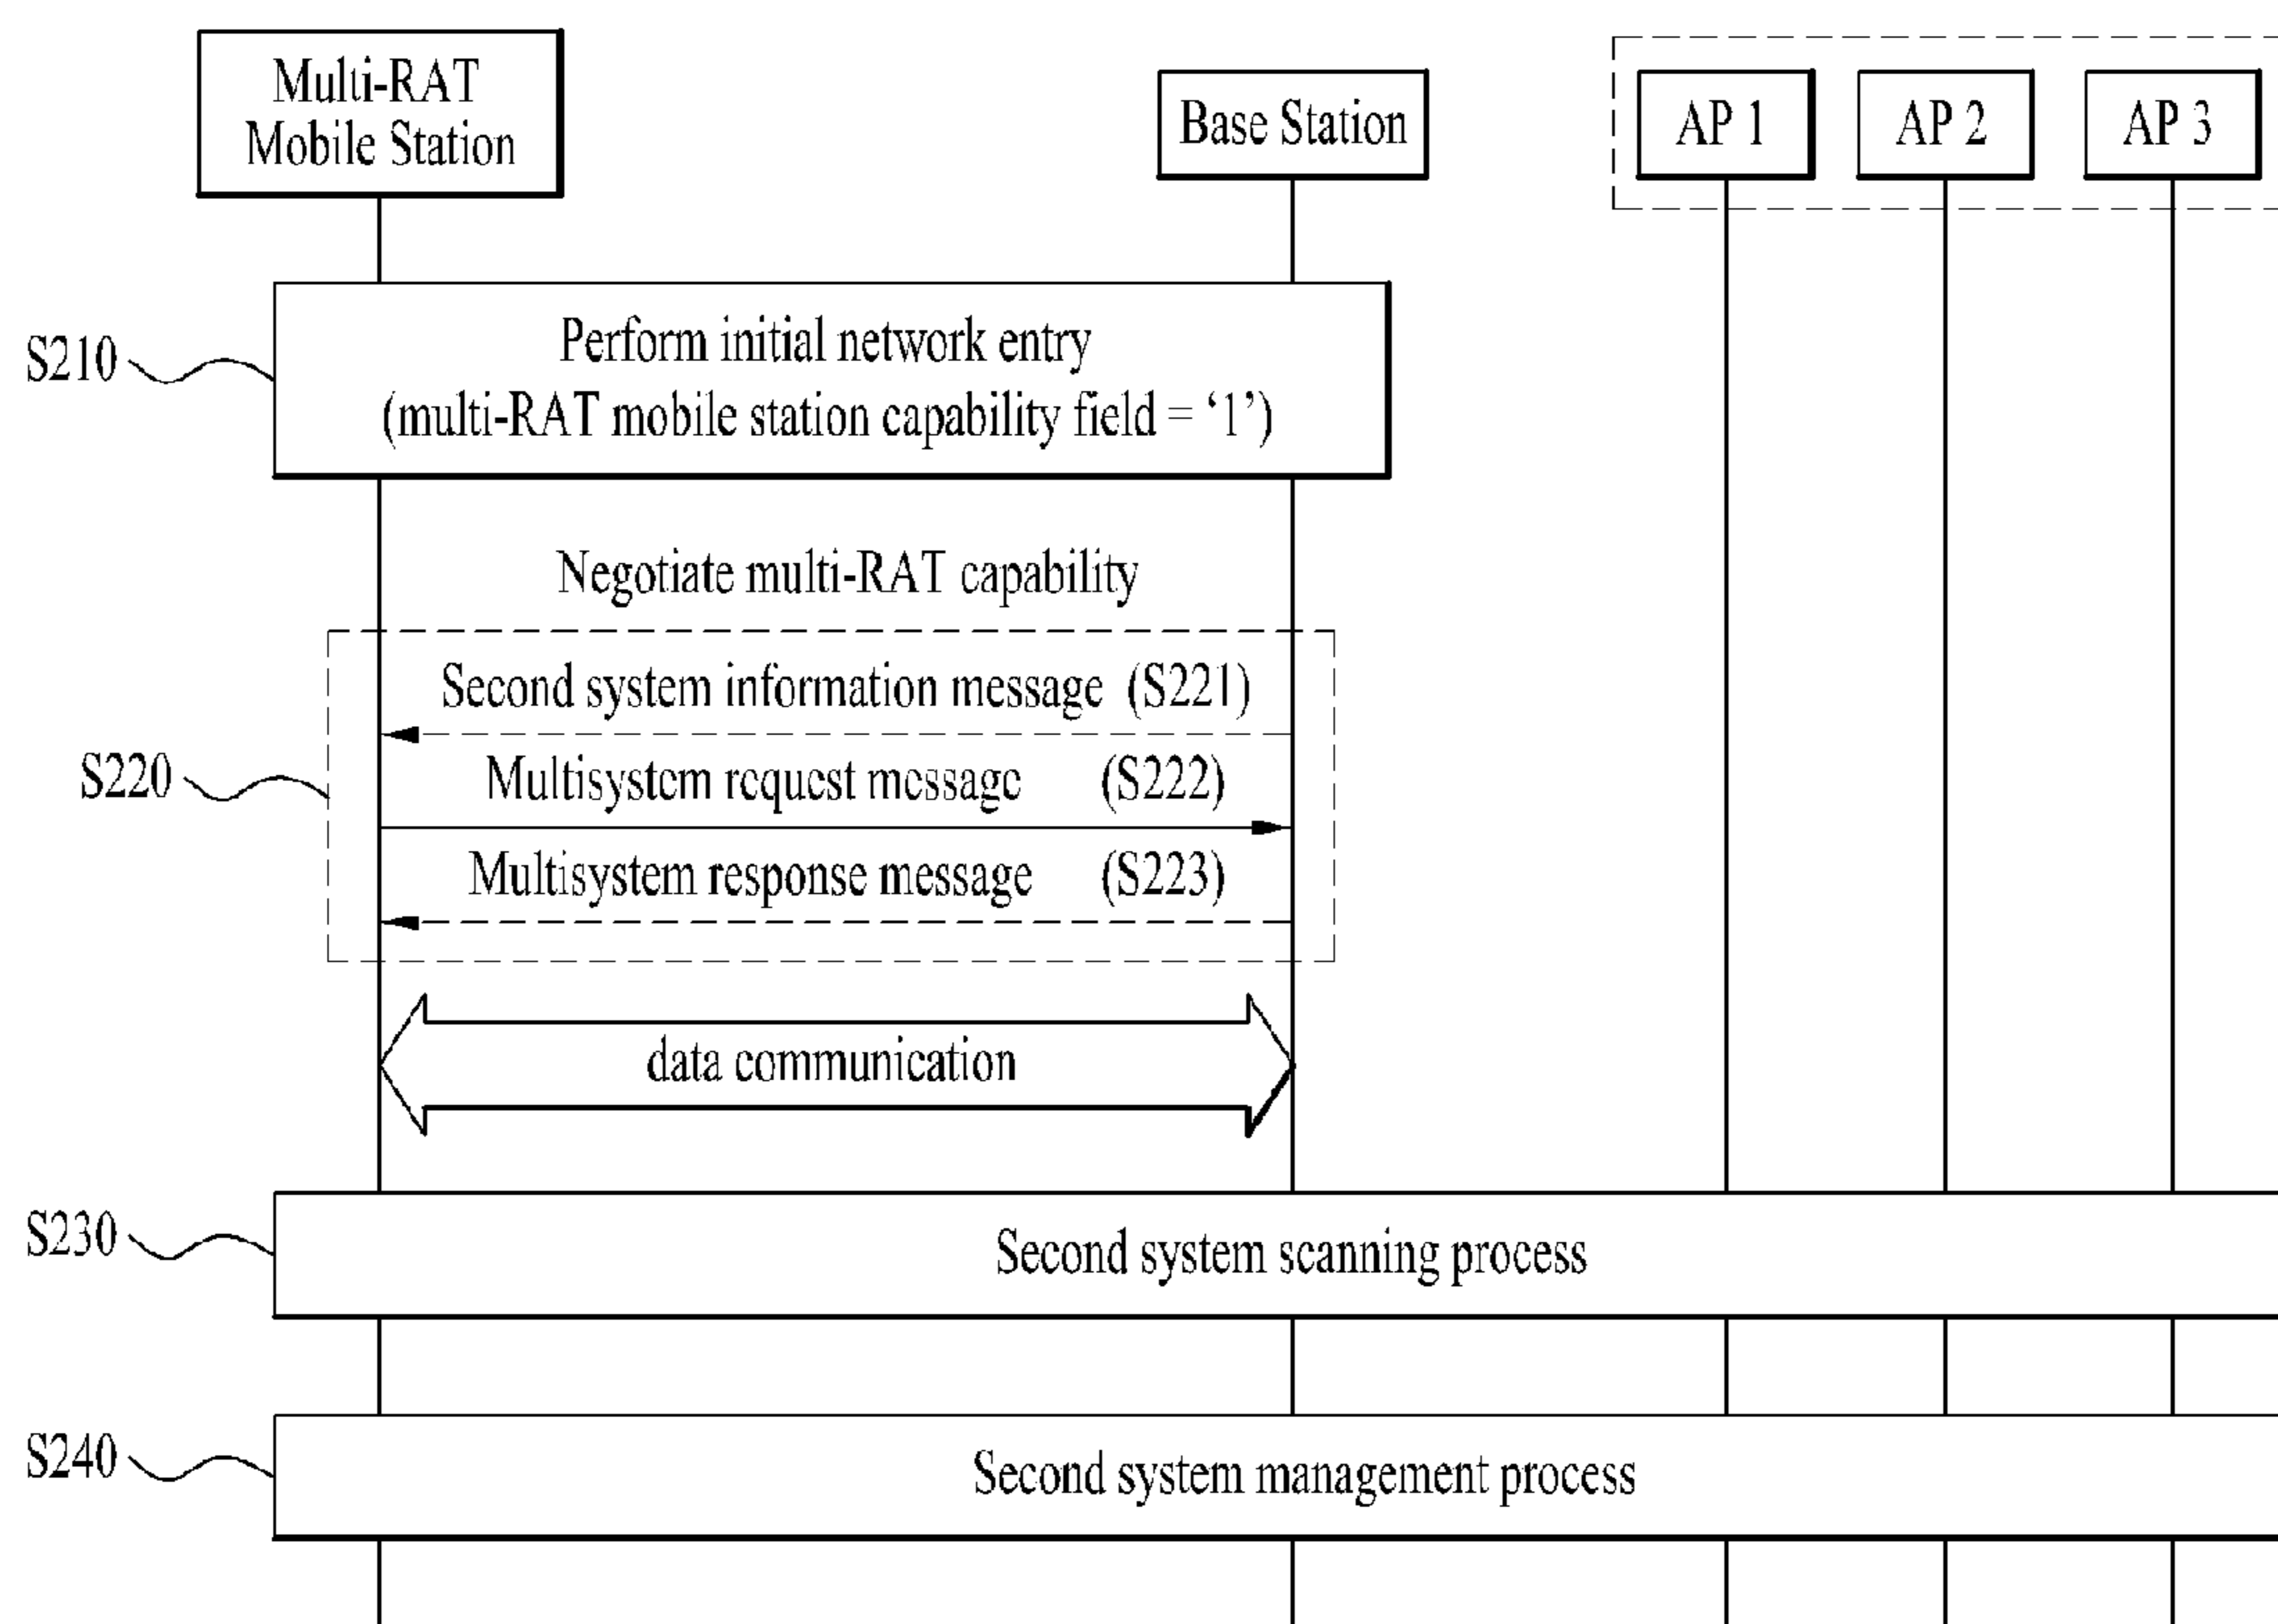 Multi-RAT
Mobile Station
Base Station
AP 1
AP 2
AP 3
S210
Perform initial network entry
(multi-RAT mobile station capability field = ‘1’)
Negotiate multi-RAT capability
Second system information message (S221)
S220
Multisystem request message (S222)
Multisystem response message (S223)
data communication
S230
Second system scanning process
S240
Second system management process